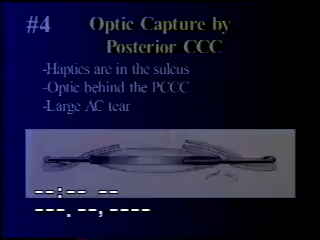 #4
Optic Capture by
Posterior CCC
-Haptics are in the sulcus
-Optic behind the PCCC
-Large AC tear
--:-- --
---. --, ----